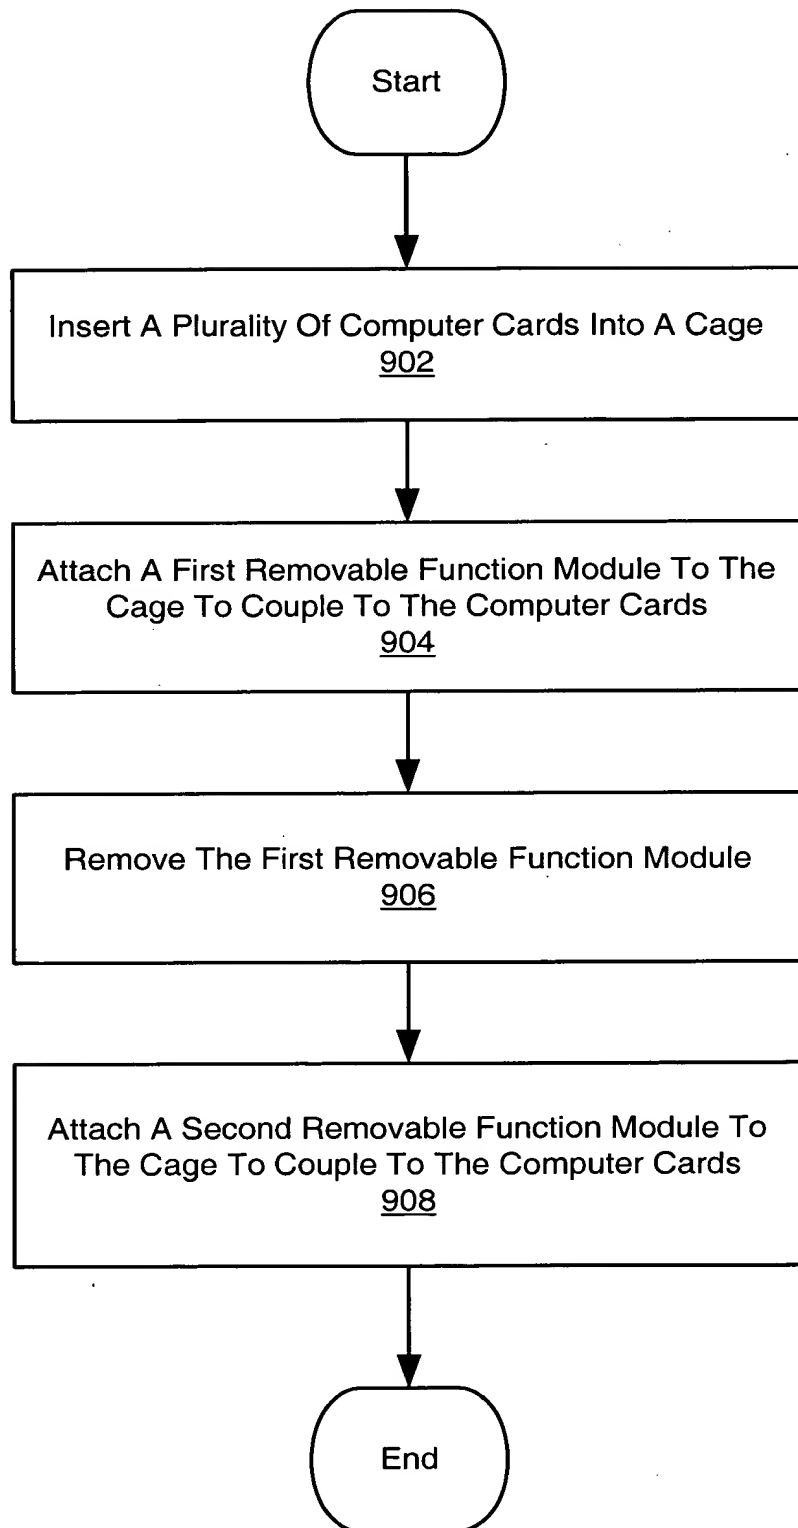 Start
Insert A Plurality Of Computer Cards Into A Cage
902
Attach A First Removable Function Module To The
Cage To Couple To The Computer Cards
904
Remove The First Removable Function Module
906
Attach A Second Removable Function Module To
The Cage To Couple To The Computer Cards
908
End